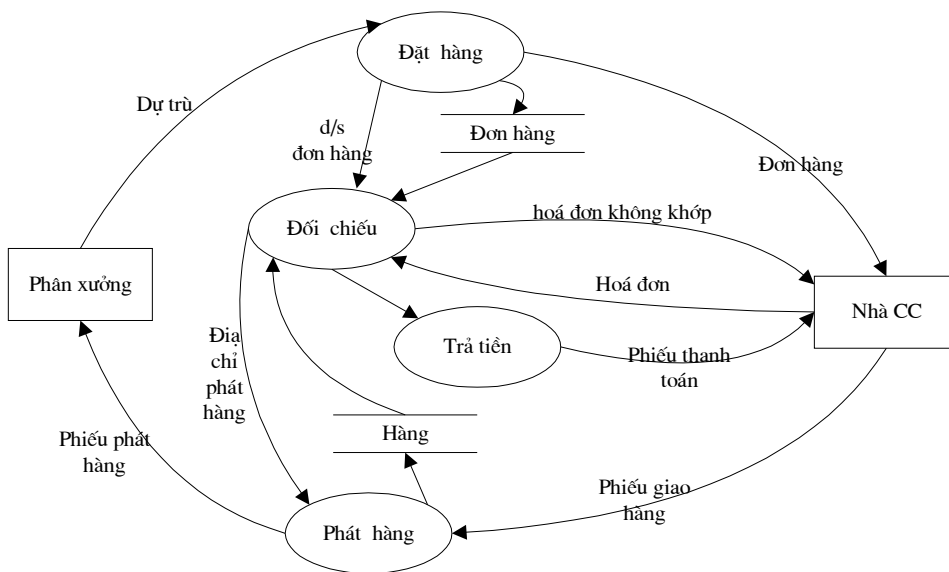 Đặt hàng
Dự trù
d/s
đơn hàng
Đơn hàng
Đơn hàng
Đối chiếu
hoá đơn không khớp
Phân xưởng
Hoá đơn
Nhà CC
Điạ
chỉ
phát
hàng
Trả tiền
Phiếu thanh
toán
Hàng
Phiếu phát
hàng
Phiếu giao
hàng
Phát hàng